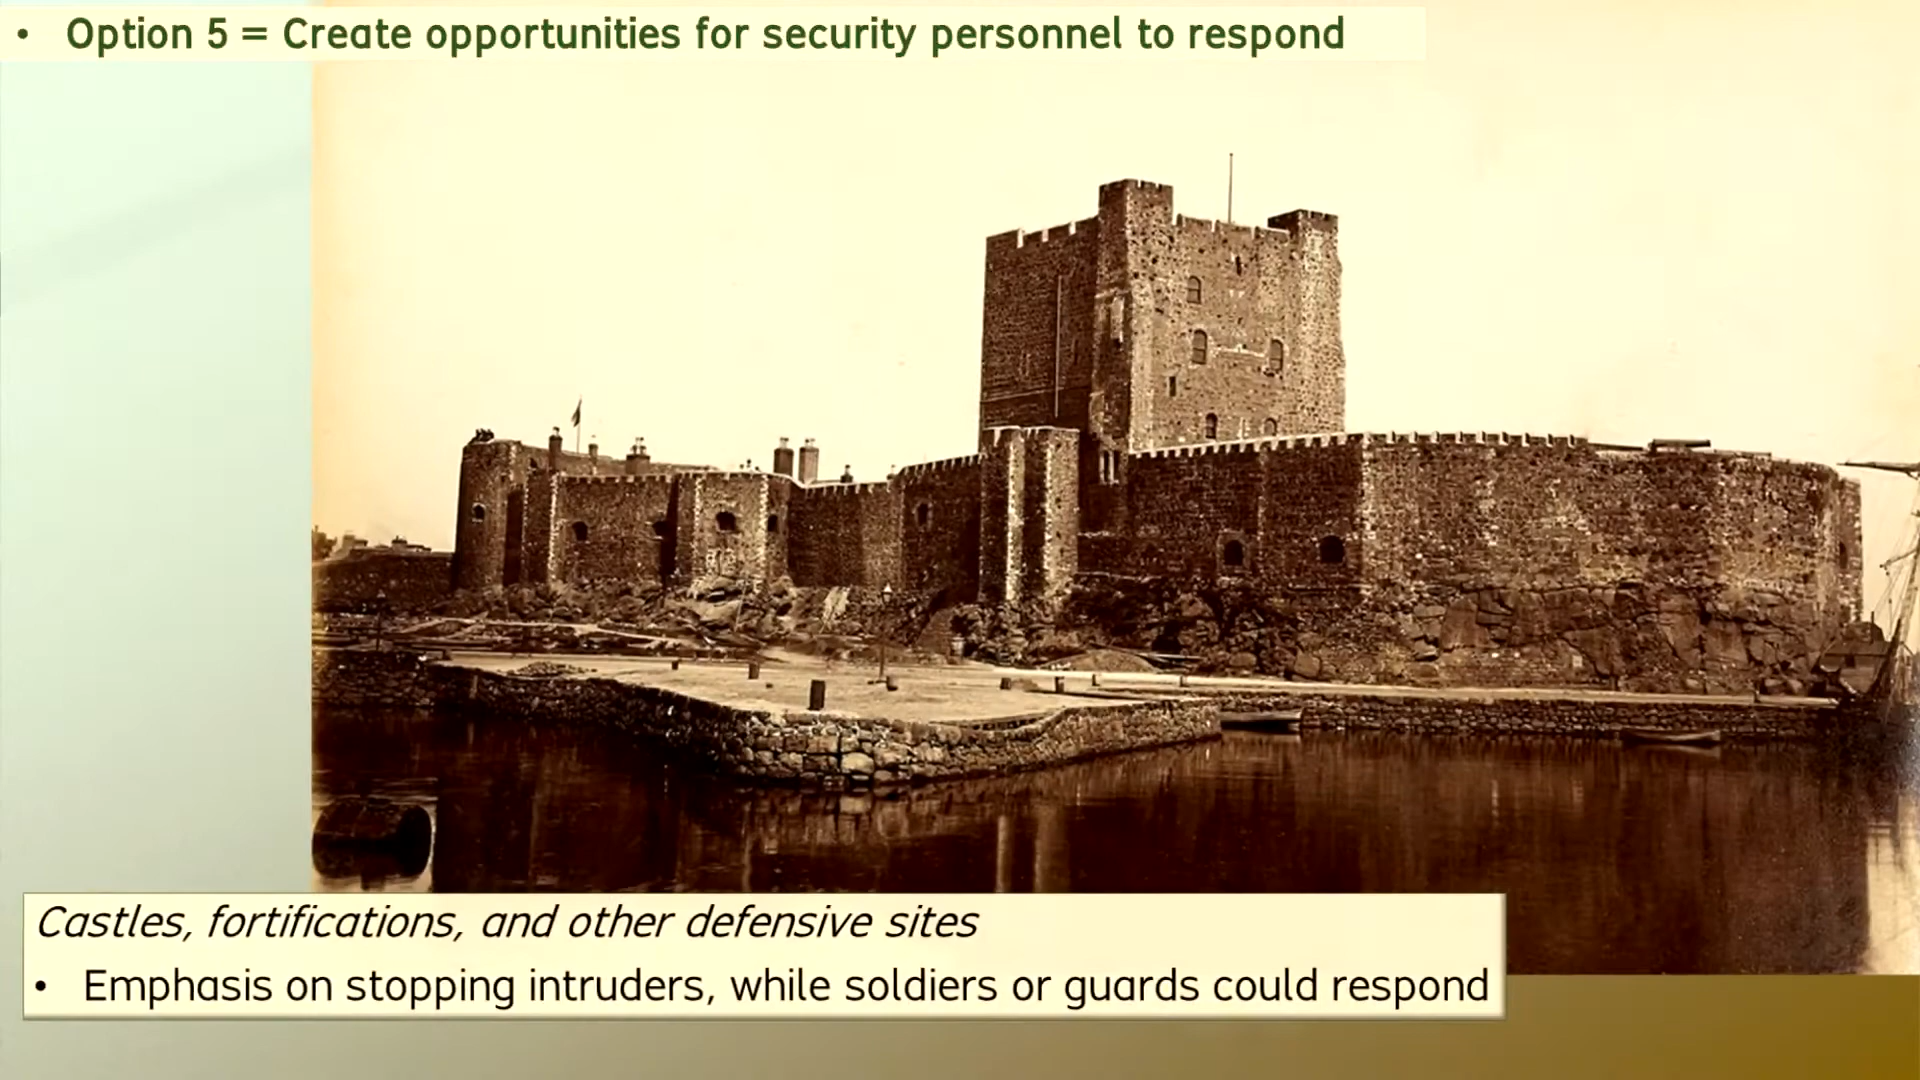 • Option 5 = Create opportunities for security personnel to respond
Castles, fortifications, and other defensive sites
• Emphasis on stopping intruders, while soldiers or guards could respond